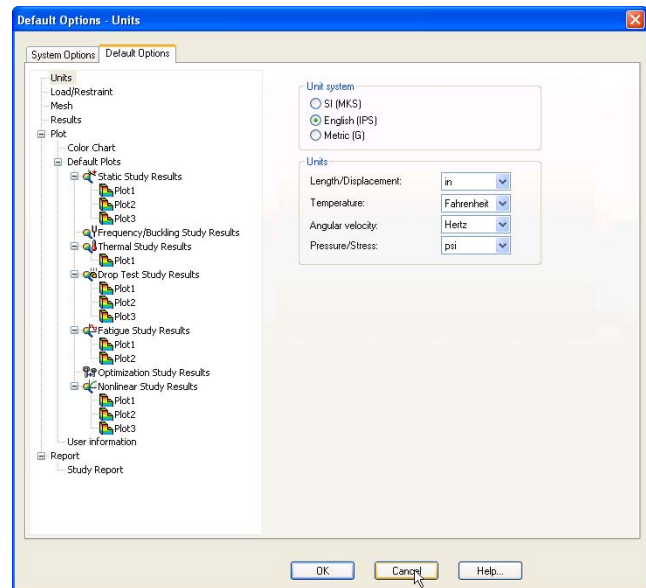 Default Options - Units
System Options
Default Options
Units
Load/Restraint
Mesh
Results
Plot
Color Chart
Default Plots
Static Study Results
Plot1
Plot2
Plot3
Frequency/Buckling Study Results
Thermal Study Results
Plot1
Drop Test Study Results
Plot1
Plot2
Plot3
Fatigue Study Results
Plot1
Plot2
Optimization Study Results
Nonlinear Study Results
Plot1
Plot2
Plot3
User information
Report
Study Report
Unit system
SI (MKS)
English (IPS)
Metric (G)
Units
Length/Displacement: in
Temperature: Fahrenheit
Angular velocity: Hertz
Pressure/Stress: psi
OK
Cancel
Help...